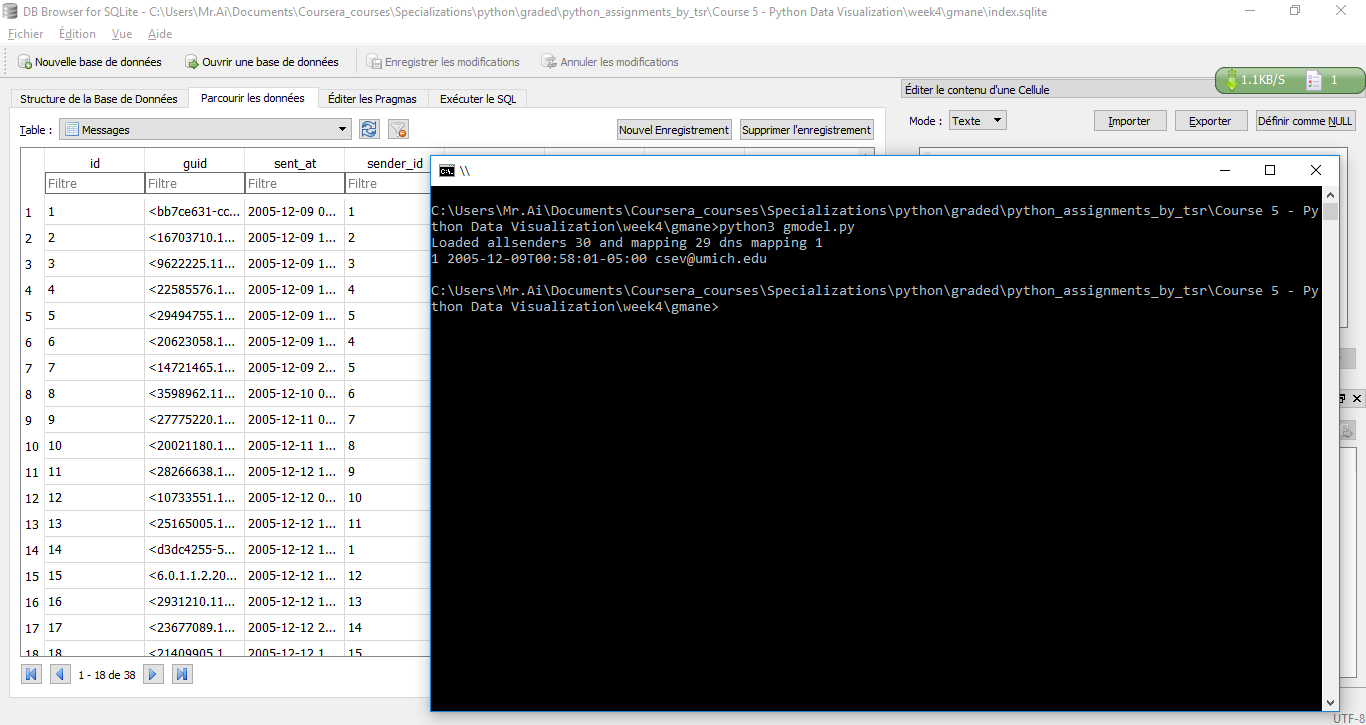 DB Browser for SQLite - C:\Users\Mr.Ai\Documents\Coursera_courses\Specializations\python\graded\python_assignments_by_tsr\Course 5 - Python Data Visualization\week4\gmane\index.sqlite
Fichier Édition Vue Aide
Nouvelle base de données Ouvrir une base de données Enregistrer les modifications Annuler les modifications
1.1KB/S 1
Structure de la Base de Données Parcourir les données Éditer les Pragmas Exécuter le SQL
Éditer le contenu d'une Cellule
Table : Messages Nouvel Enregistrement Supprimer l'enregistrement
Mode : Texte Importer Exporter Définir comme NULL
id guid sent_at sender_id
Filtre Filtre Filtre Filtre
1 1 <bb7ce631-cc... 2005-12-09 0... 1
2 2 <16703710.1... 2005-12-09 1... 2
3 3 <9622225.11... 2005-12-09 1... 3
4 4 <22585576.1... 2005-12-09 1... 4
5 5 <29494755.1... 2005-12-09 1... 5
6 6 <20623058.1... 2005-12-09 1... 4
7 7 <14721465.1... 2005-12-09 2... 5
8 8 <3598962.11... 2005-12-10 0... 6
9 9 <27775220.1... 2005-12-11 0... 7
10 10 <20021180.1... 2005-12-11 1... 8
11 11 <28266638.1... 2005-12-12 1... 9
12 12 <10733551.1... 2005-12-12 0... 10
13 13 <25165005.1... 2005-12-12 1... 11
14 14 <d3dc4255-5... 2005-12-12 1... 1
15 15 <6.0.1.1.2.20... 2005-12-12 1... 12
16 16 <2931210.11... 2005-12-12 1... 13
17 17 <23677089.1... 2005-12-12 2... 14
18 18 <21409905.1... 2005-12-12 1... 15
1 - 18 de 38
\\
C:\Users\Mr.Ai\Documents\Coursera_courses\Specializations\python\graded\python_assignments_by_tsr\Course 5 - Py
thon Data Visualization\week4\gmane>python3 gmodel.py
Loaded allsenders 30 and mapping 29 dns mapping 1
1 2005-12-09T00:58:01-05:00 csev@umich.edu
C:\Users\Mr.Ai\Documents\Coursera_courses\Specializations\python\graded\python_assignments_by_tsr\Course 5 - Py
thon Data Visualization\week4\gmane>
UTF-8